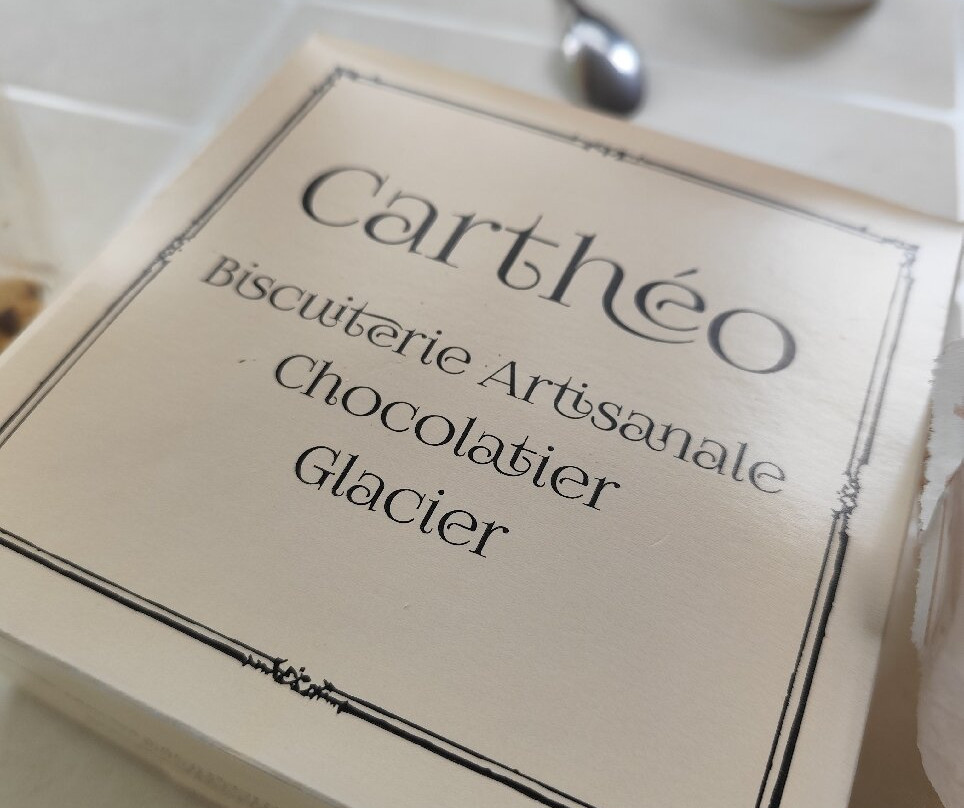 Carthéo
Biscuiterie Artisanale
Chocolatier
Glacier